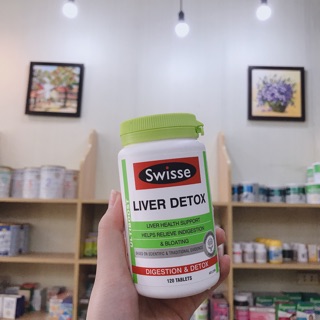 Swisse
LIVER DETOX
LIVER HEALTH SUPPORT
HELPS RELIEVE INDIGESTION
& BLOATING
DIGESTION & DETOX
120 TABLETS